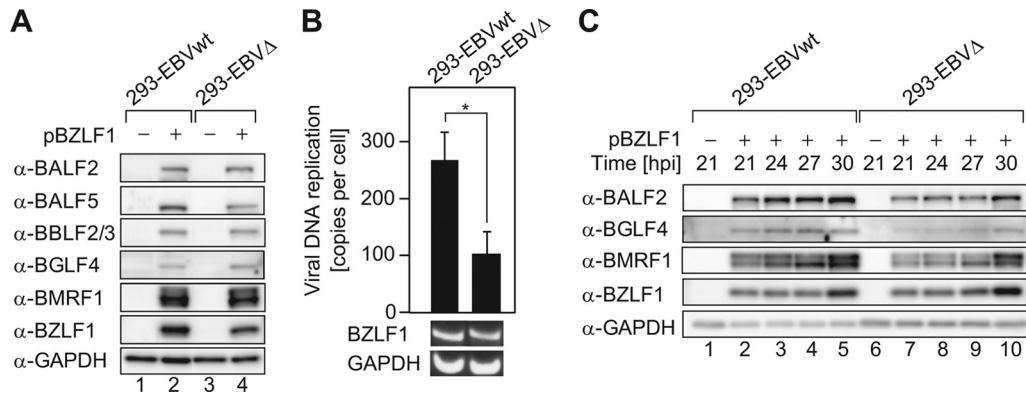 A
293-EBVwt
293-EBVΔ
pBZLF1 – + – +
α-BALF2
α-BALF5
α-BBLF2/3
α-BGLF4
α-BMRF1
α-BZLF1
α-GAPDH
1 2 3 4
B
293-EBVwt
293-EBVΔ
*
Viral DNA replication
[copies per cell]
300
200
100
0
BZLF1
GAPDH
C
293-EBVwt
293-EBVΔ
pBZLF1 – + + + + – + + + +
Time [hpi] 21 21 24 27 30 21 21 24 27 30
α-BALF2
α-BGLF4
α-BMRF1
α-BZLF1
α-GAPDH
1 2 3 4 5 6 7 8 9 10